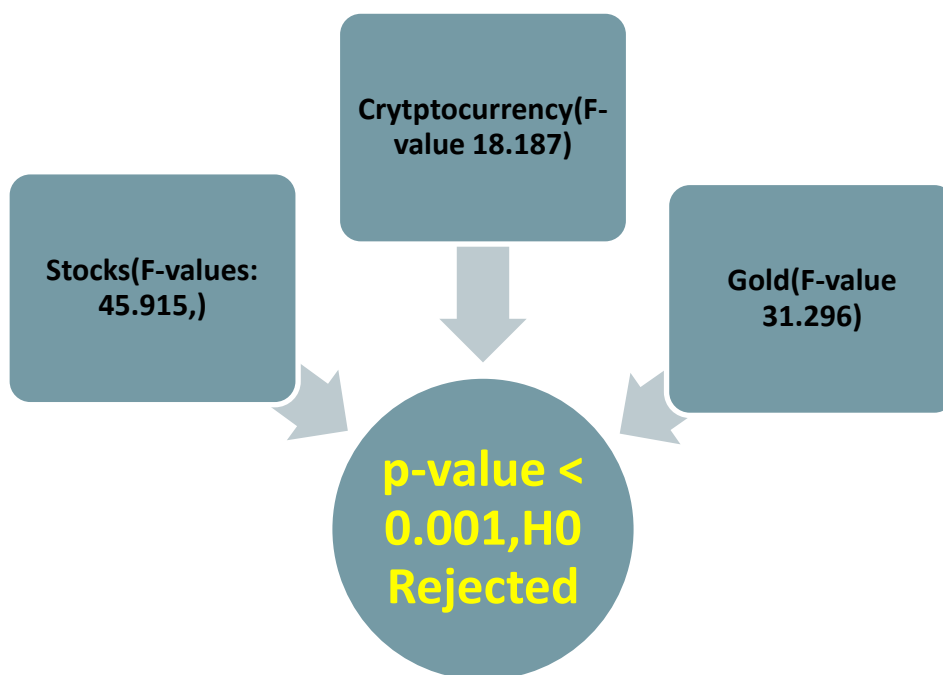 Crytptocurrency(F-
value 18.187)
Stocks(F-values:
45.915,)
Gold(F-value
31.296)
p-value <
0.001,H0
Rejected